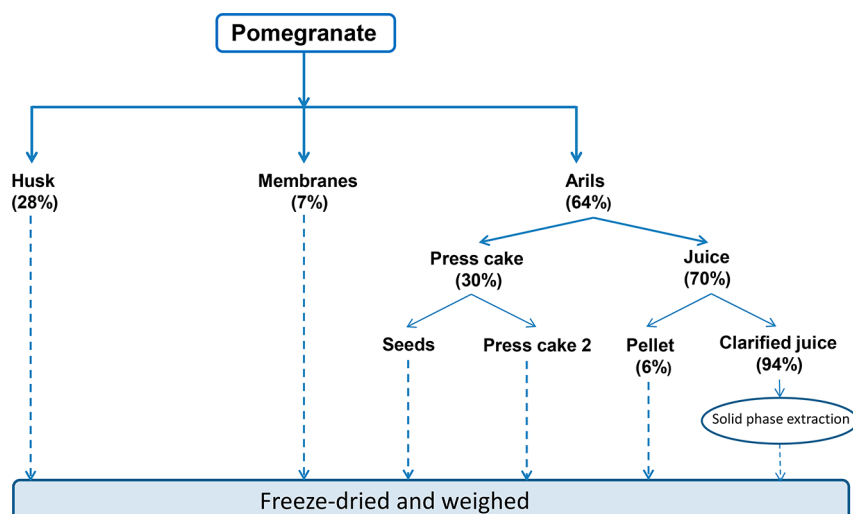 Pomegranate
Husk
(28%)
Membranes
(7%)
Arils
(64%)
Press cake
(30%)
Juice
(70%)
Seeds
Press cake 2
Pellet
(6%)
Clarified juice
(94%)
Solid phase extraction
Freeze-dried and weighed